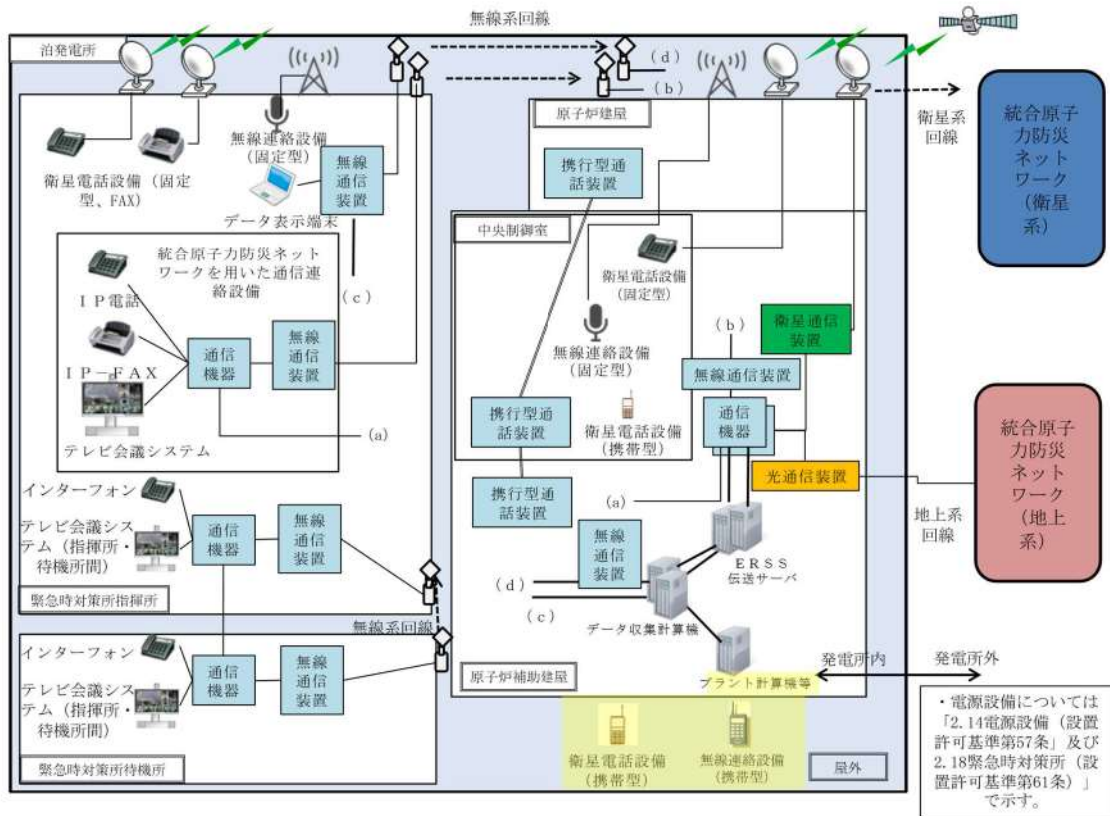 無線系回線
泊発電所
(d)
(b)
原子炉建屋
衛星系
回線
統合原子
力防災
ネット
ワーク
(衛星
系)
無線連絡設備
(固定型)
無線
通信
装置
衛星電話設備(固定
型、FAX)
データ表示端末
携行型通
話装置
中央制御室
統合原子力防災ネット
ワークを用いた通信連
絡設備
(c)
IP電話
IP-FAX
テレビ会議システム
通信
機器
無線
通信
装置
(a)
衛星電話設備
(固定型)
無線連絡設備
(固定型)
(b)
衛星通信
装置
無線通信装置
通信
機器
携行型通
話装置
衛星電話設備
(携帯型)
光通信装置
(a)
携行型通
話装置
統合原子
力防災
ネット
ワーク
(地上
系)
地上系
回線
インターフォン
テレビ会議シス
テム(指揮所・
待機所間)
通信
機器
無線
通信
装置
緊急時対策所指揮所
無線
通信
装置
ERSS
伝送サーバ
(d)
(c)
データ収集計算機
無線系回線
インターフォン
テレビ会議シス
テム(指揮所・
待機所間)
通信
機器
無線
通信
装置
緊急時対策所待機所
原子炉補助建屋
プラント計算機等
発電所内
発電所外
衛星電話設備
(携帯型)
無線連絡設備
(携帯型)
屋外
・電源設備については
「2.14電源設備(設置
許可基準第57条」及び
2.18緊急時対策所(設
置許可基準第61条)」
で示す。